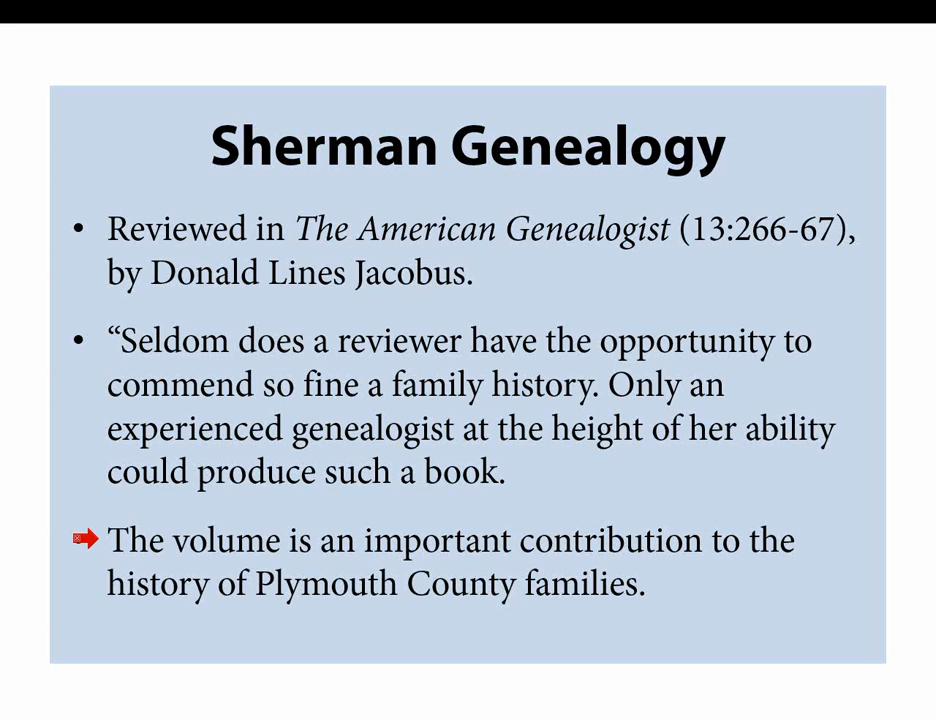 Sherman Genealogy
• Reviewed in The American Genealogist (13:266-67),
by Donald Lines Jacobus.
• “Seldom does a reviewer have the opportunity to
commend so fine a family history. Only an
experienced genealogist at the height of her ability
could produce such a book.
The volume is an important contribution to the
history of Plymouth County families.